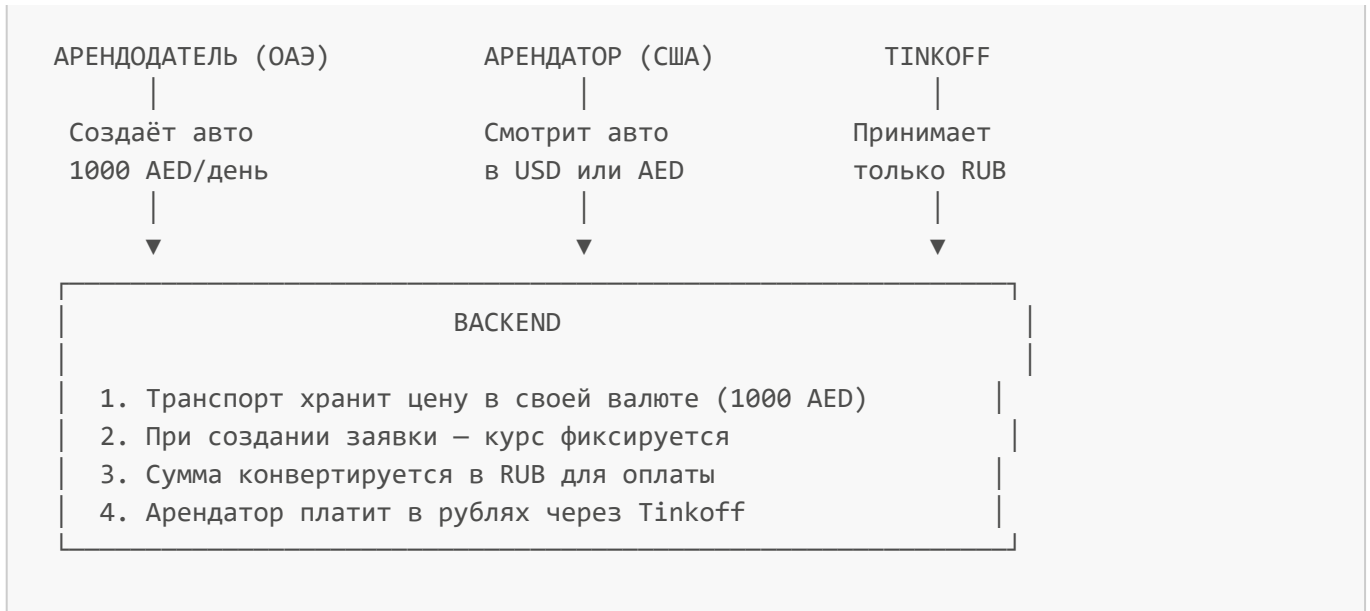 АРЕНДОДАТЕЛЬ (ОАЭ) АРЕНДАТОР (США) TINKOFF
Создаёт авто Смотрит авто Принимает
1000 AED/день в USD или AED только RUB
BACKEND
1. Транспорт хранит цену в своей валюте (1000 AED)
2. При создании заявки — курс фиксируется
3. Сумма конвертируется в RUB для оплаты
4. Арендатор платит в рублях через Tinkoff